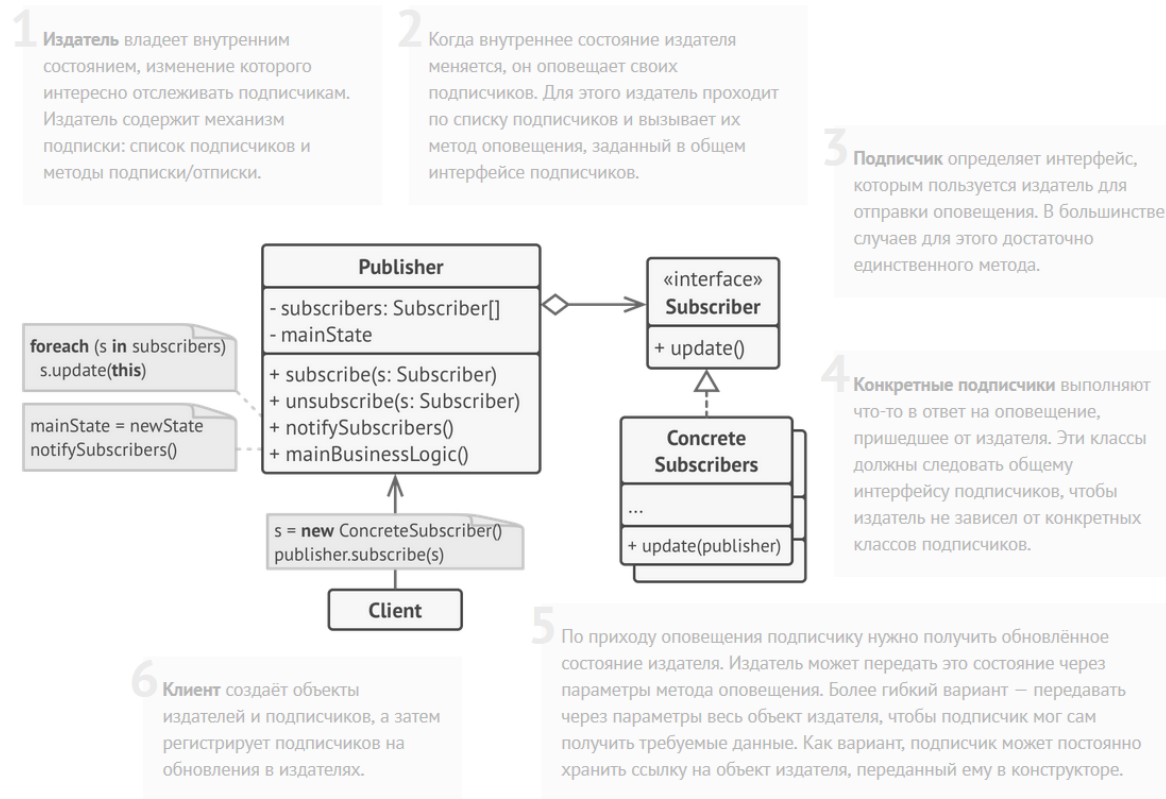 1
Издатель владеет внутренним
состоянием, изменение которого
интересно отслеживать подписчикам.
Издатель содержит механизм
подписки: список подписчиков и
методы подписки/отписки.
2
Когда внутреннее состояние издателя
меняется, он оповещает своих
подписчиков. Для этого издатель проходит
по списку подписчиков и вызывает их
метод оповещения, заданный в общем
интерфейсе подписчиков.
3
Подписчик определяет интерфейс,
которым пользуется издатель для
отправки оповещения. В большинстве
случаев для этого достаточно
единственного метода.
Publisher
- subscribers: Subscriber[]
- mainState
+ subscribe(s: Subscriber)
+ unsubscribe(s: Subscriber)
+ notifySubscribers()
+ mainBusinessLogic()
foreach (s in subscribers)
s.update(this)
mainState = newState
notifySubscribers()
«interface»
Subscriber
+ update()
4
Конкретные подписчики выполняют
что-то в ответ на оповещение,
пришедшее от издателя. Эти классы
должны следовать общему
интерфейсу подписчиков, чтобы
издатель не зависел от конкретных
классов подписчиков.
Concrete
Subscribers
...
+ update(publisher)
s = new ConcreteSubscriber()
publisher.subscribe(s)
Client
5
По приходу оповещения подписчику нужно получить обновлённое
состояние издателя. Издатель может передать это состояние через
параметры метода оповещения. Более гибкий вариант — передавать
через параметры весь объект издателя, чтобы подписчик мог сам
получить требуемые данные. Как вариант, подписчик может постоянно
хранить ссылку на объект издателя, переданный ему в конструкторе.
6
Клиент создаёт объекты
издателей и подписчиков, а затем
регистрирует подписчиков на
обновления в издателях.